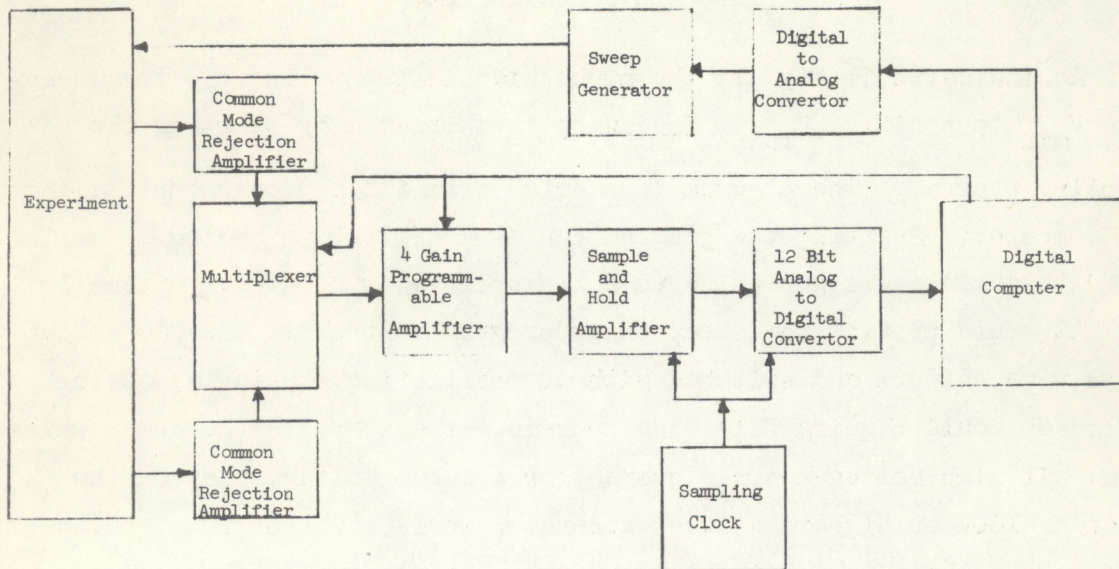 Experiment
Common
Mode
Rejection
Amplifier
Multiplexer
Common
Mode
Rejection
Amplifier
4 Gain
Programm-
able
Amplifier
Sample
and
Hold
Amplifier
12 Bit
Analog
to
Digital
Convertor
Sweep
Generator
Digital
to
Analog
Convertor
Digital
Computer
Sampling
Clock